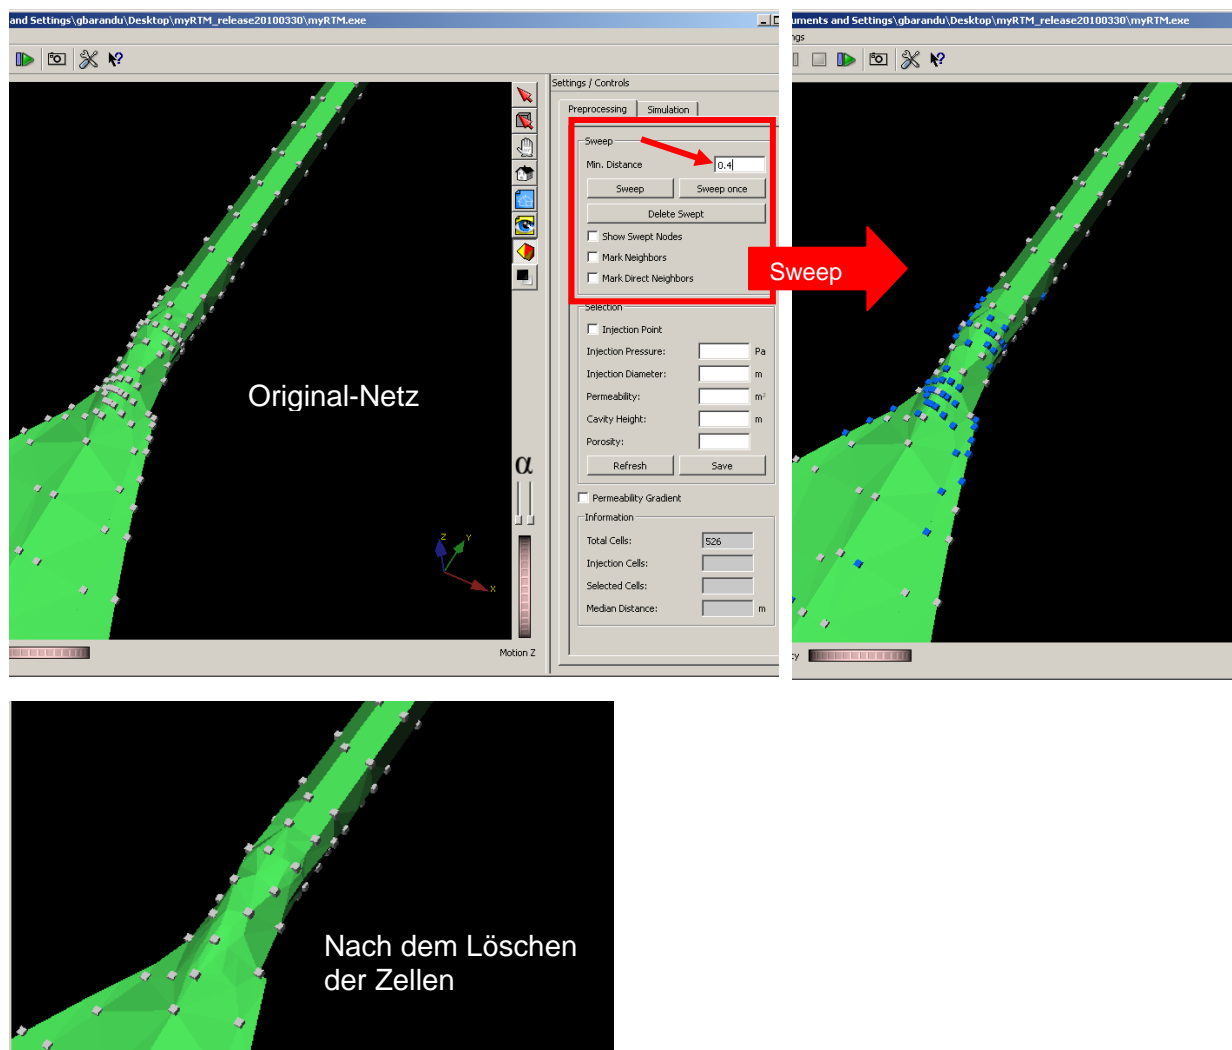 and Settings\gbarandu\Desktop\myRTM_release20100330\myRTM.exe
Settings / Controls
Preprocessing
Simulation
Sweep
Min. Distance
0.4
Sweep
Sweep once
Delete Swept
Show Swept Nodes
Mark Neighbors
Mark Direct Neighbors
Selection
Injection Point
Injection Pressure:
Pa
Injection Diameter:
m
Permeability:
m²
Cavity Height:
m
Porosity:
Refresh
Save
Permeability Gradient
Information
Total Cells:
526
Injection Cells:
Selected Cells:
Median Distance:
m
Original-Netz
α
Z
Y
X
Motion Z
Sweep
uments and Settings\gbarandu\Desktop\myRTM_release20100330\myRTM.exe
ngs
cy
Nach dem Löschen
der Zellen